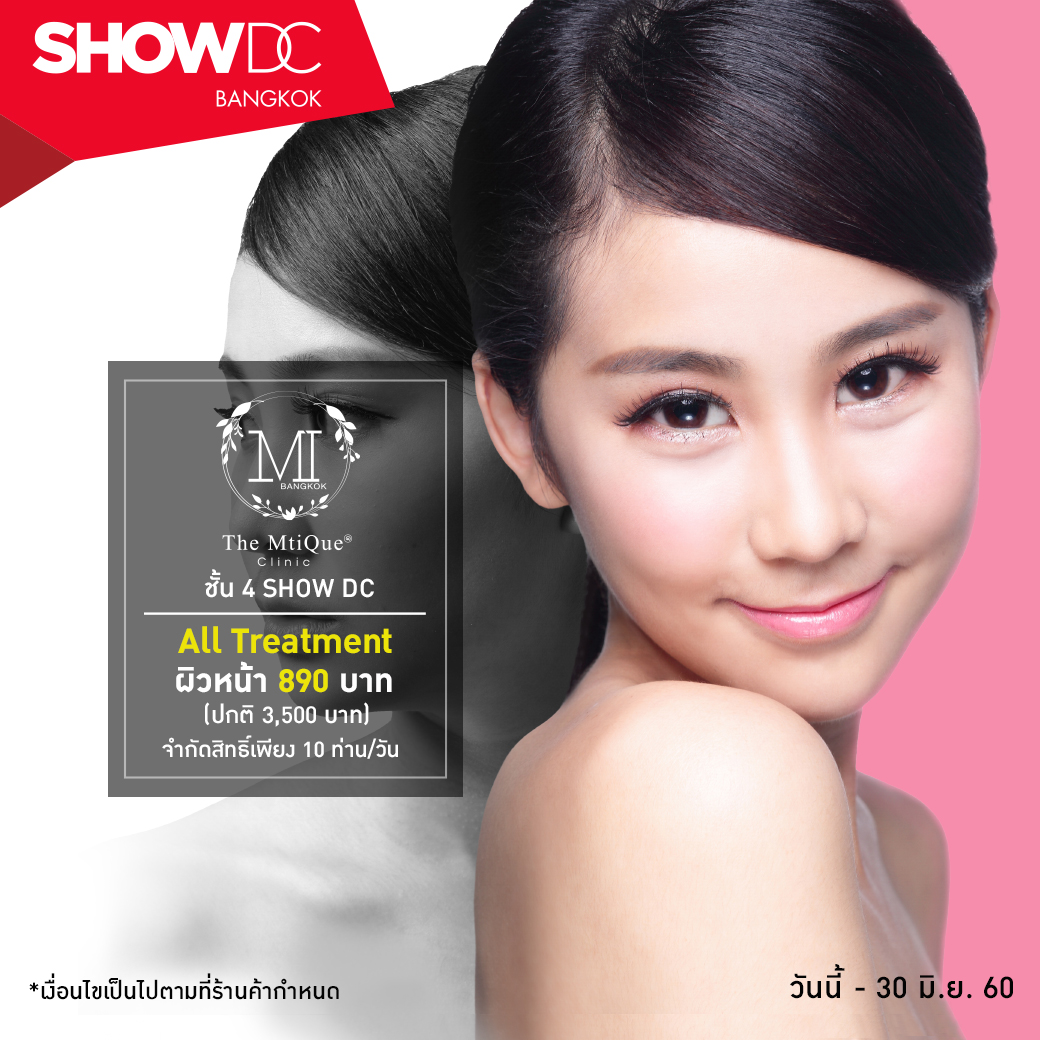 SHOWDC
BANGKOK
MI
BANGKOK
The MtiQue®
Clinic
ชั้น 4 SHOW DC
All Treatment
ผิวหน้า 890 บาท
(ปกติ 3,500 บาท)
จำกัดสิทธิ์เพียง 10 ท่าน/วัน
*เงื่อนไขเป็นไปตามที่ร้านค้ากำหนด
วันนี้ - 30 มิ.ย. 60